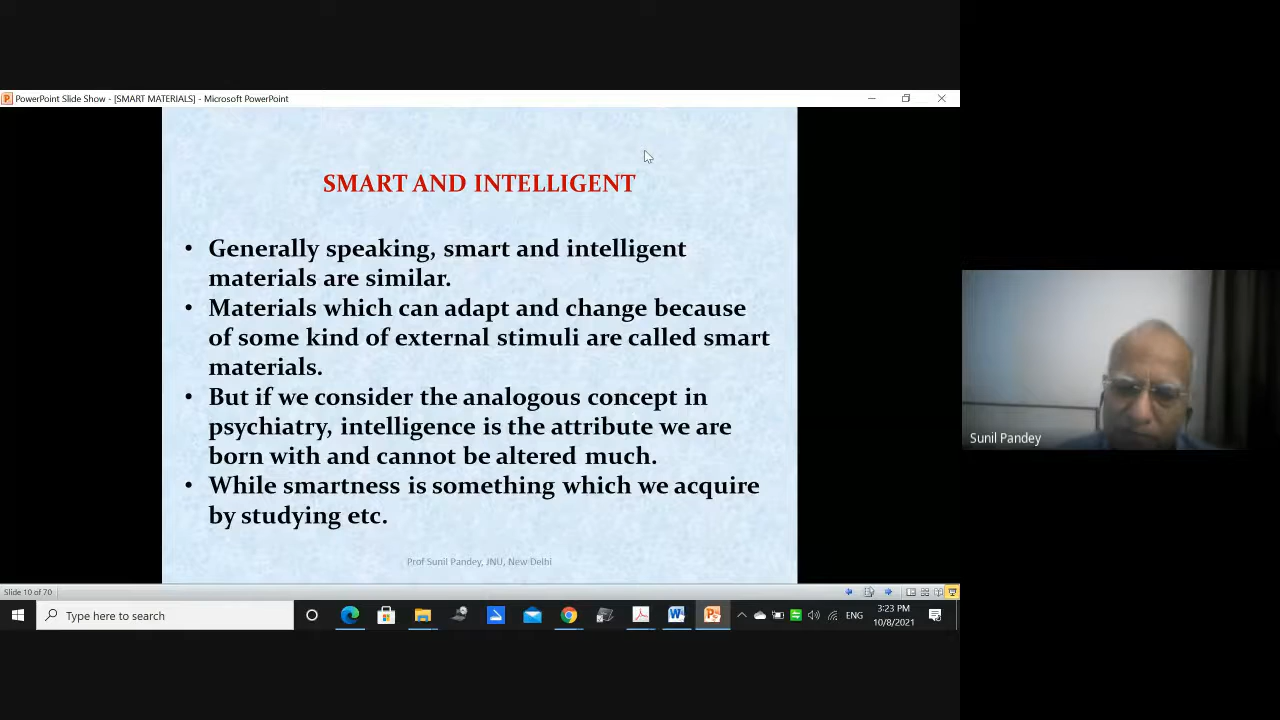 PowerPoint Slide Show - [SMART MATERIALS] - Microsoft PowerPoint
SMART AND INTELLIGENT
• Generally speaking, smart and intelligent
materials are similar.
• Materials which can adapt and change because
of some kind of external stimuli are called smart
materials.
• But if we consider the analogous concept in
psychiatry, intelligence is the attribute we are
born with and cannot be altered much.
• While smartness is something which we acquire
by studying etc.
Prof Sunil Pandey, JNU, New Delhi
Sunil Pandey
Slide 10 of 70
Type here to search
ENG
3:23 PM
10/8/2021